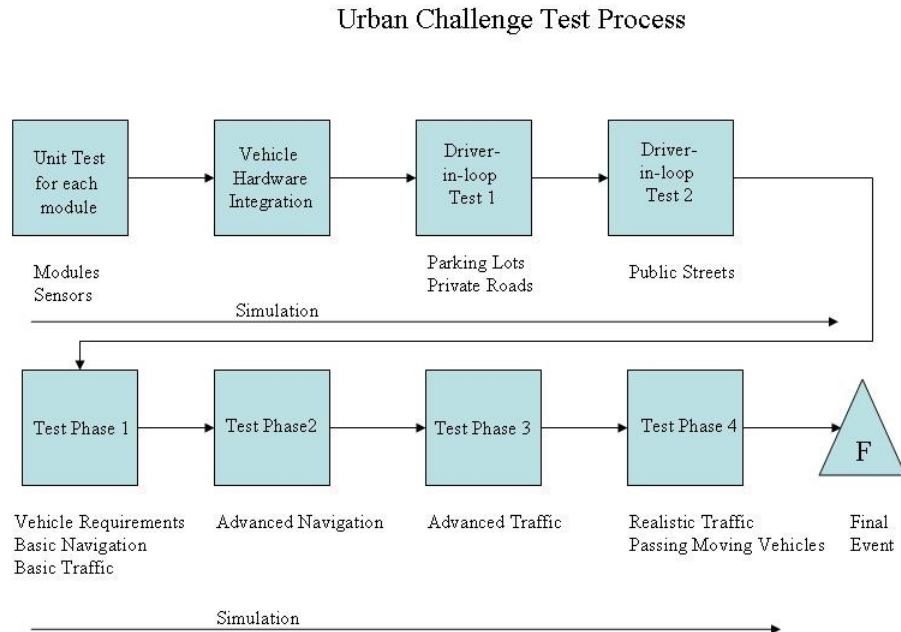 Urban Challenge Test Process
Unit Test
for each
module
Vehicle
Hardware
Integration
Driver-
in-loop
Test 1
Driver-
in-loop
Test 2
Modules
Sensors
Parking Lots
Private Roads
Public Streets
Simulation
Test Phase 1
Test Phase2
Test Phase 3
Test Phase 4
F
Vehicle Requirements
Basic Navigation
Basic Traffic
Advanced Navigation
Advanced Traffic
Realistic Traffic
Passing Moving Vehicles
Final
Event
Simulation